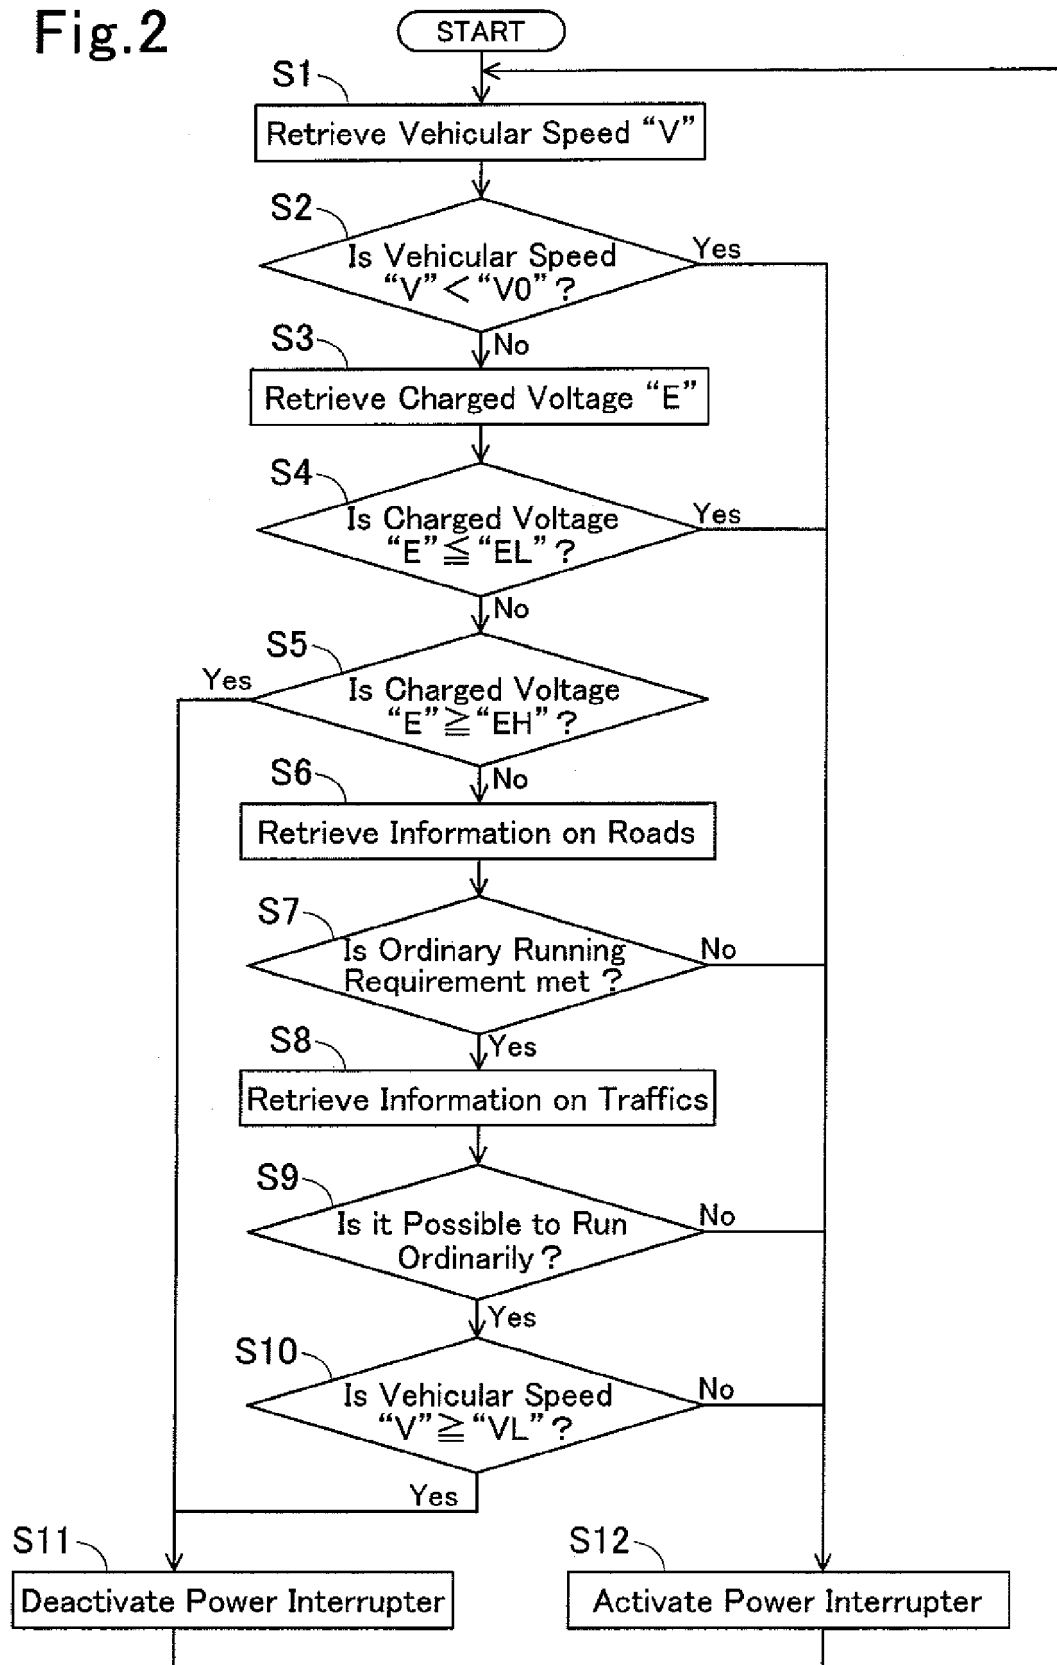 Fig.2
START
S1
Retrieve Vehicular Speed “V”
S2
Is Vehicular Speed
“V”＜“V0”?
Yes
No
S3
Retrieve Charged Voltage “E”
S4
Is Charged Voltage
“E”≦“EL”?
Yes
No
S5
Yes
Is Charged Voltage
“E”≧“EH”?
No
S6
Retrieve Information on Roads
S7
Is Ordinary Running
Requirement met ?
No
Yes
S8
Retrieve Information on Traffics
S9
Is it Possible to Run
Ordinarily ?
No
Yes
S10
Is Vehicular Speed
“V”≧“VL”?
No
Yes
S11
Deactivate Power Interrupter
S12
Activate Power Interrupter